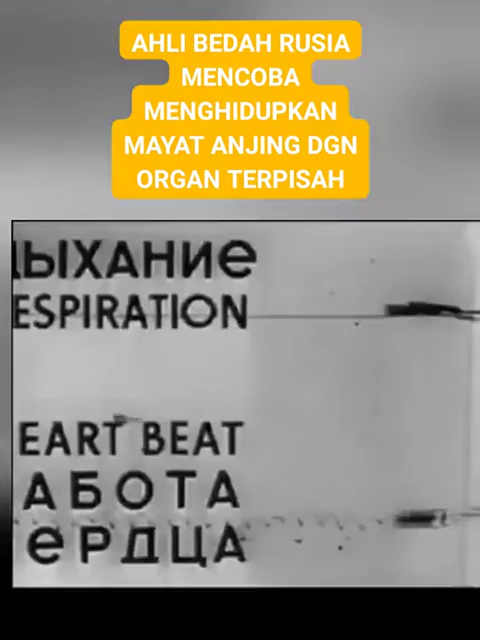 AHLI BEDAH RUSIA
MENCOBA
MENGHIDUPKAN
MAYAT ANJING DGN
ORGAN TERPISAH
ЫХАНИе
ESPIRATION
EART BEAT
АБОТА
еРДЦА